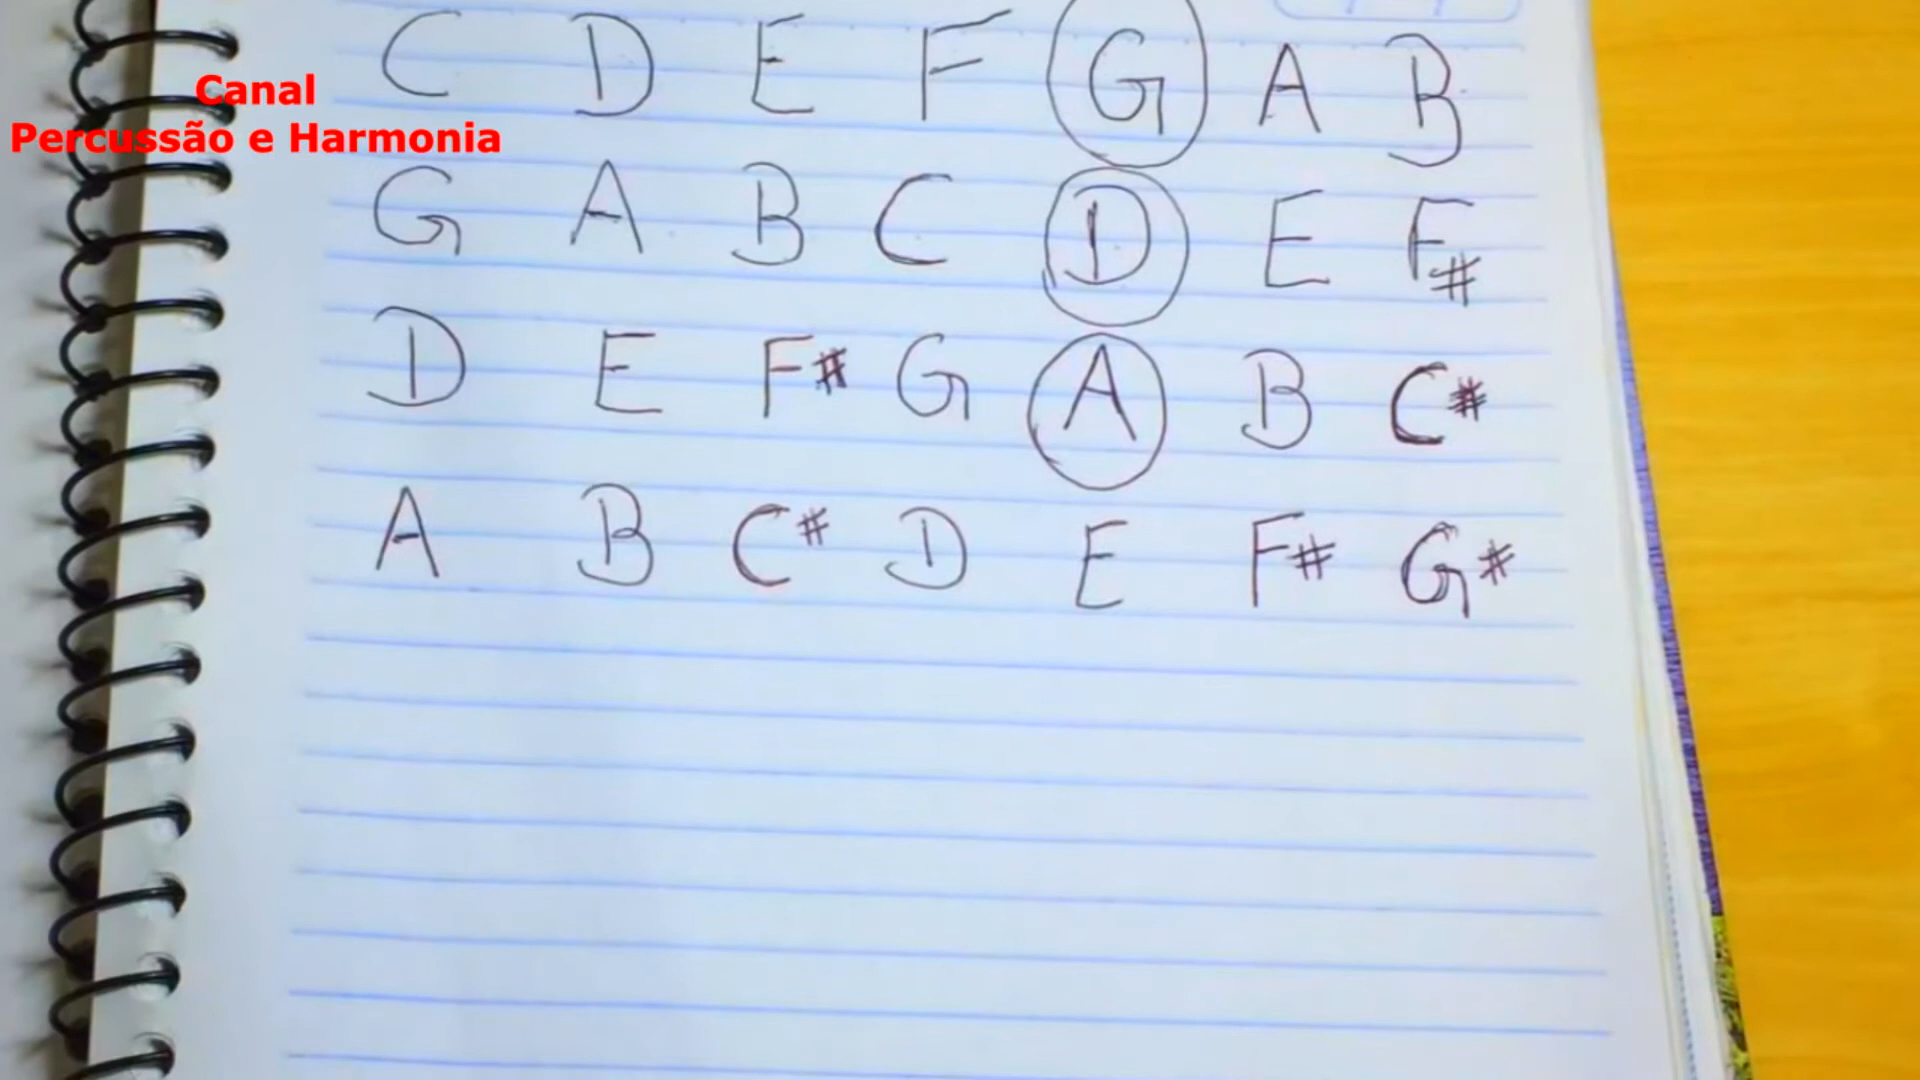 C D E F G A B
Canal
Percussão e Harmonia
G A B C D E F#
D E F# G A B C#
A B C# D E F# G#